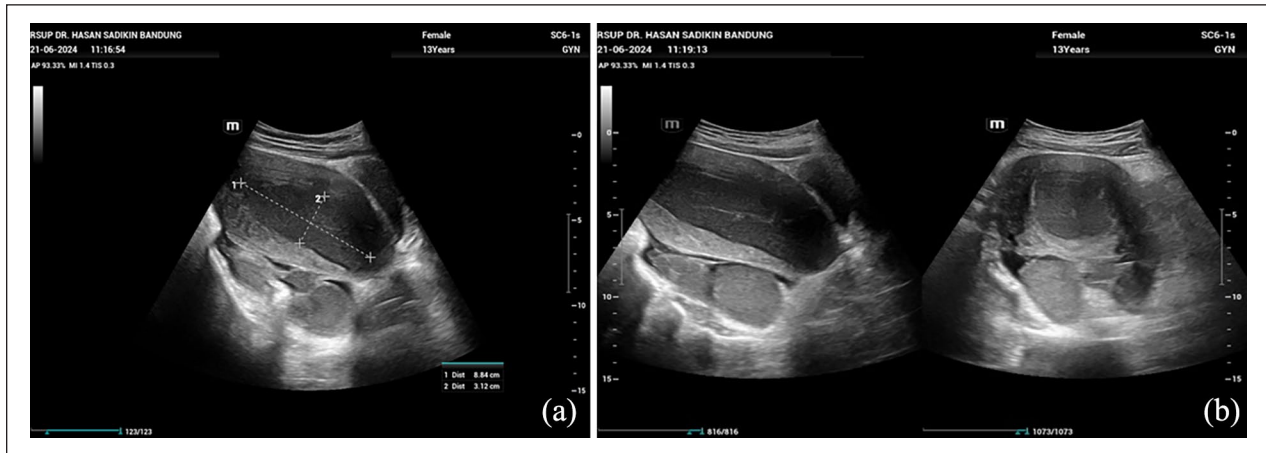 RSUP DR. HASAN SADIKIN BANDUNG Female SC6-1s
21-06-2024 11:16:54 13Years GYN
AP 93.33% MI 1.4 TIS 0.3
m
0
1
2
5
10
15
1 Dist 8.84 cm
2 Dist 3.12 cm
123/123
(a)
RSUP DR. HASAN SADIKIN BANDUNG Female SC6-1s
21-06-2024 11:19:13 13Years GYN
AP 93.33% MI 1.4 TIS 0.3
m m
0 0
5 5
10 10
15 15
816/816 1073/1073
(b)